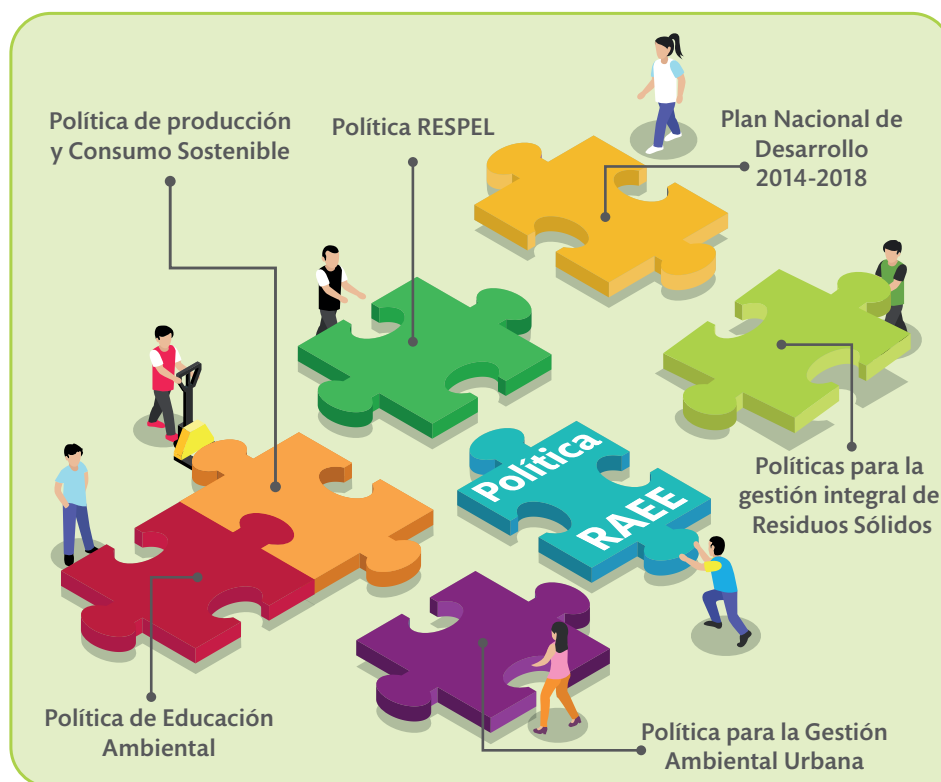 Política de producción
y Consumo Sostenible
Política RESPEL
Plan Nacional de
Desarrollo
2014-2018
Política
RAEE
Políticas para la
gestión integral de
Residuos Sólidos
Política de Educación
Ambiental
Política para la Gestión
Ambiental Urbana